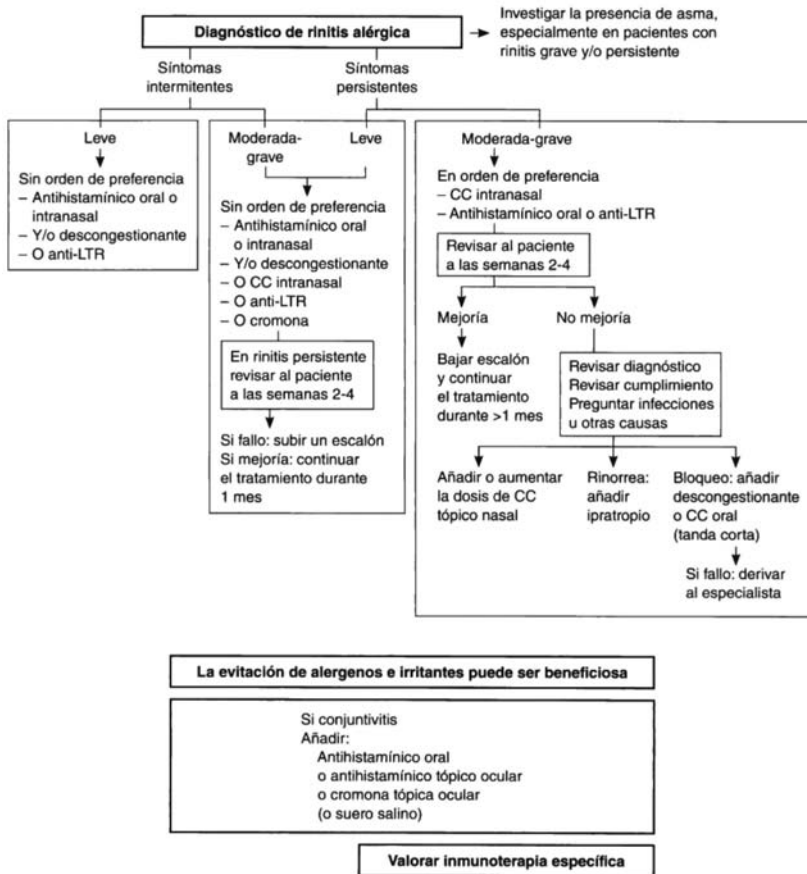 Diagnóstico de rinitis alérgica
Investigar la presencia de asma,
especialmente en pacientes con
rinitis grave y/o persistente
Síntomas
intermitentes
Síntomas
persistentes
Leve
Sin orden de preferencia
– Antihistamínico oral o
intranasal
– Y/o descongestionante
– O anti-LTR
Moderada-
grave
Leve
Sin orden de preferencia
– Antihistamínico oral
o intranasal
– Y/o descongestionante
– O CC intranasal
– O anti-LTR
– O cromona
En rinitis persistente
revisar al paciente
a las semanas 2-4
Si fallo: subir un escalón
Si mejoría: continuar
el tratamiento durante
1 mes
Moderada-grave
En orden de preferencia
– CC intranasal
– Antihistamínico oral o anti-LTR
Revisar al paciente
a las semanas 2-4
Mejoría
Bajar escalón
y continuar
el tratamiento
durante >1 mes
No mejoría
Revisar diagnóstico
Revisar cumplimiento
Preguntar infecciones
u otras causas
Añadir o aumentar
la dosis de CC
tópico nasal
Rinorrea:
añadir
ipratropio
Bloqueo: añadir
descongestionante
o CC oral
(tanda corta)
Si fallo: derivar
al especialista
La evitación de alergenos e irritantes puede ser beneficiosa
Si conjuntivitis
Añadir:
Antihistamínico oral
o antihistamínico tópico ocular
o cromona tópica ocular
(o suero salino)
Valorar inmunoterapia específica